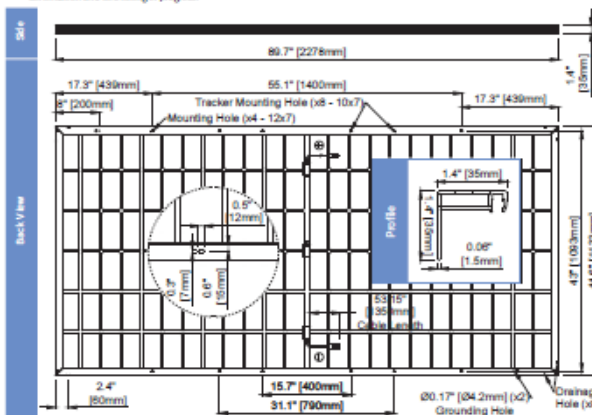 Side
89.7" [2278mm]
1.4"
[35mm]
17.3" [439mm]
55.1" [1400mm]
17.3" [439mm]
8" [200mm]
Tracker Mounting Hole (x8 - 10x7)
Mounting Hole (x4 - 12x7)
Back View
0.5"
[12mm]
0.3"
[7mm]
0.6"
[15mm]
Profile
1.4" [35mm]
1.4" [35mm]
0.06"
[1.5mm]
43" [1093mm]
53.15"
[1350mm]
Cable Length
2.4"
[60mm]
15.7" [400mm]
31.1" [790mm]
Ø0.17" [Ø4.2mm] (x2)
Grounding Hole
Hole